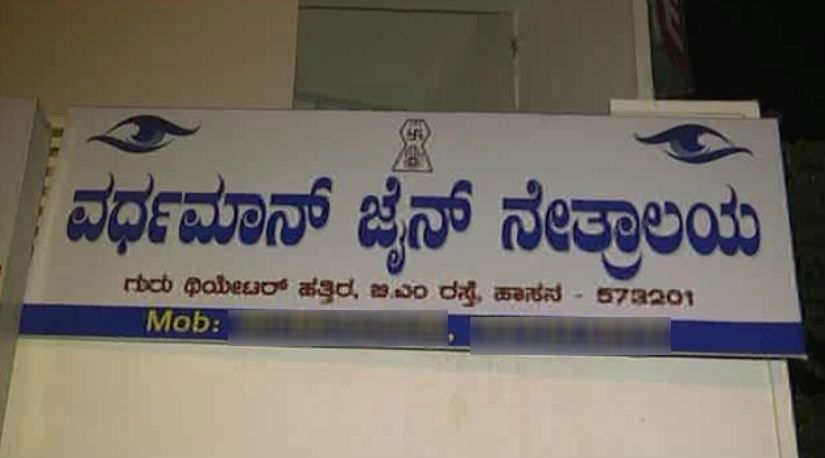 ವರ್ಧಮಾನ್ ಜೈನ್ ನೇತ್ರಾಲಯ
ಗುರು ಥಿಯೇಟರ್ ಹತ್ತಿರ, ಬಿ.ಎಂ ರಸ್ತೆ, ಹಾಸನ - 573201
Mob: ,